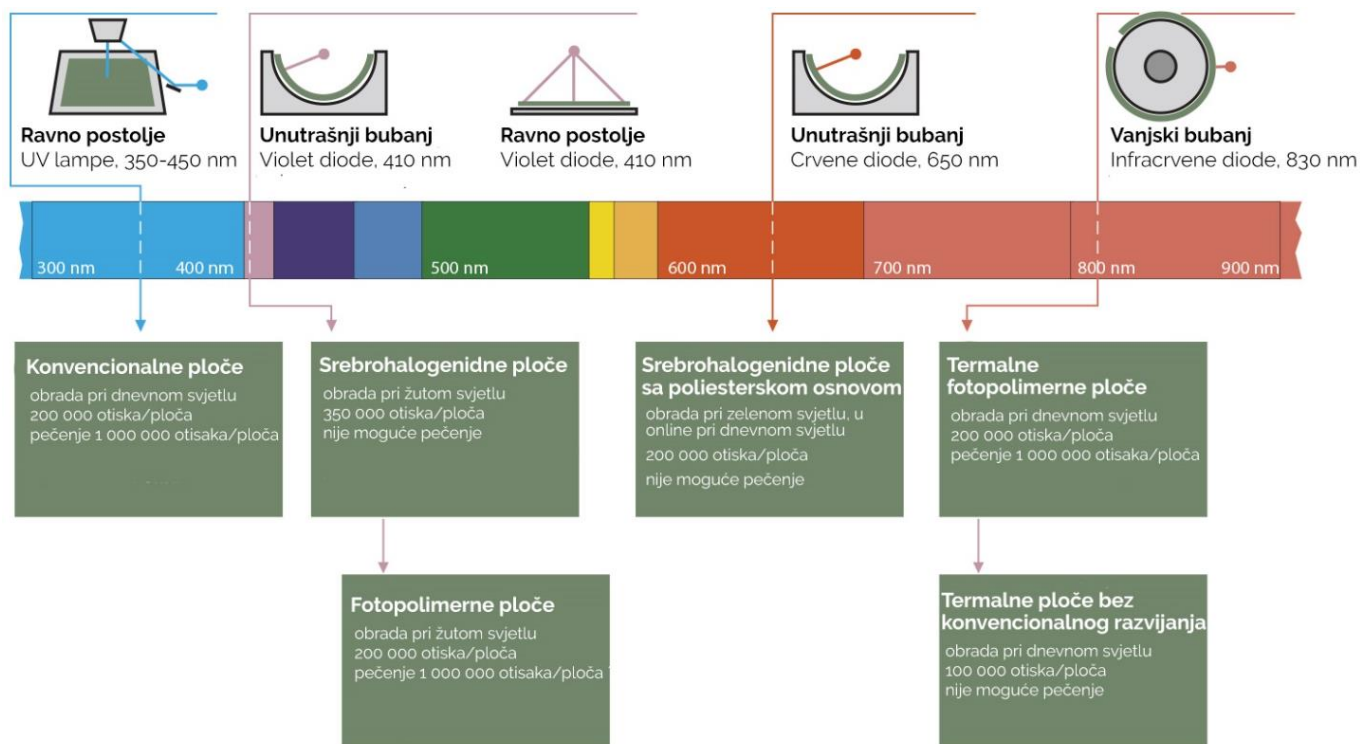 Ravno postolje
UV lampe, 350-450 nm
Unutrašnji bubanj
Violet diode, 410 nm
Ravno postolje
Violet diode, 410 nm
Unutrašnji bubanj
Crvene diode, 650 nm
Vanjski bubanj
Infracrvene diode, 830 nm
300 nm
400 nm
500 nm
600 nm
700 nm
800 nm
900 nm
Konvencionalne ploče
obrada pri dnevnom svjetlu
200 000 otiska/ploča
pečenje 1 000 000 otisaka/ploča
Srebrohalogenidne ploče
obrada pri žutom svjetlu
350 000 otiska/ploča
nije moguće pečenje
Srebrohalogenidne ploče
sa poliesterskom osnovom
obrada pri zelenom svjetlu, u
online pri dnevnom svjetlu
200 000 otiska/ploča
nije moguće pečenje
Termalne
fotopolimerne ploče
obrada pri dnevnom svjetlu
200 000 otiska/ploča
pečenje 1 000 000 otisaka/ploča
Fotopolimerne ploče
obrada pri žutom svjetlu
200 000 otiska/ploča
pečenje 1 000 000 otisaka/ploča
Termalne ploče bez
konvencionalnog razvijanja
obrada pri dnevnom svjetlu
100 000 otiska/ploča
nije moguće pečenje